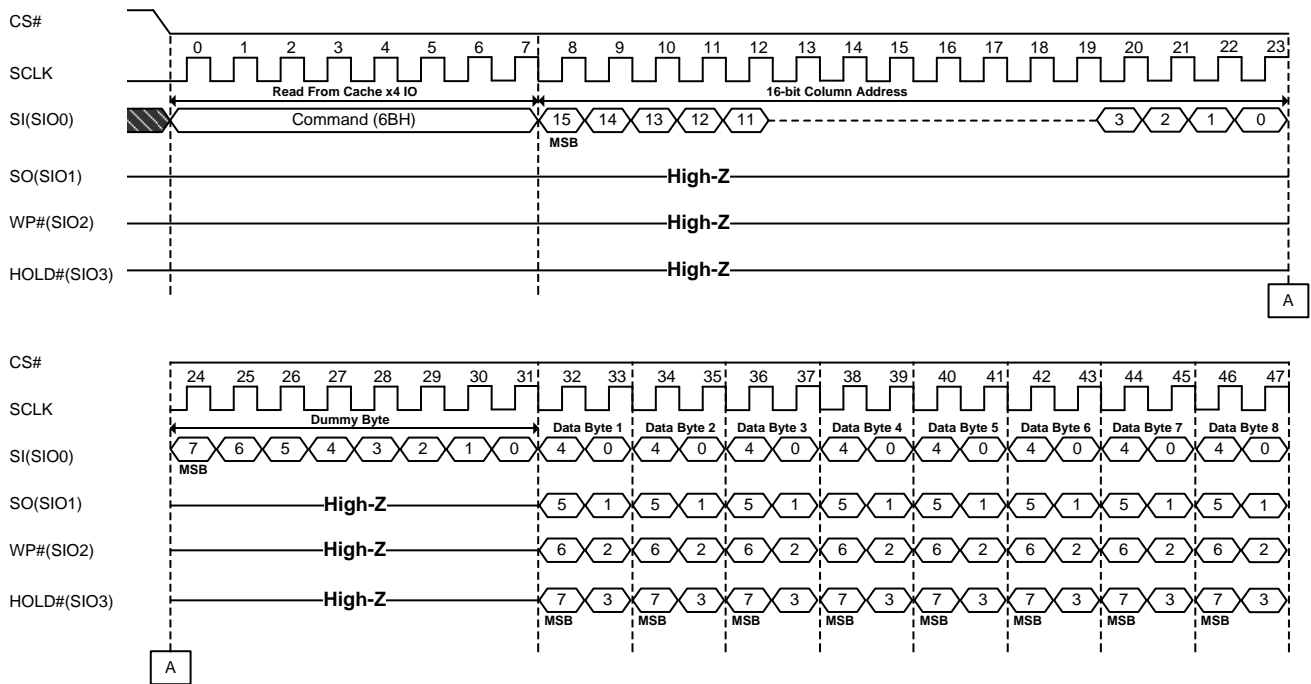 CS#
0 1 2 3 4 5 6 7 8 9 10 11 12 13 14 15 16 17 18 19 20 21 22 23
SCLK
Read From Cache x4 IO 16-bit Column Address
SI(SIO0) Command (6BH) 15 14 13 12 11 3 2 1 0
MSB
SO(SIO1) High-Z
WP#(SIO2) High-Z
HOLD#(SIO3) High-Z
A
CS#
24 25 26 27 28 29 30 31 32 33 34 35 36 37 38 39 40 41 42 43 44 45 46 47
SCLK
Dummy Byte Data Byte 1 Data Byte 2 Data Byte 3 Data Byte 4 Data Byte 5 Data Byte 6 Data Byte 7 Data Byte 8
SI(SIO0) 7 6 5 4 3 2 1 0 4 0 4 0 4 0 4 0 4 0 4 0 4 0 4 0
MSB
SO(SIO1) High-Z 5 1 5 1 5 1 5 1 5 1 5 1 5 1 5 1
WP#(SIO2) High-Z 6 2 6 2 6 2 6 2 6 2 6 2 6 2 6 2
HOLD#(SIO3) High-Z 7 3 7 3 7 3 7 3 7 3 7 3 7 3 7 3
MSB MSB MSB MSB MSB MSB MSB MSB
A